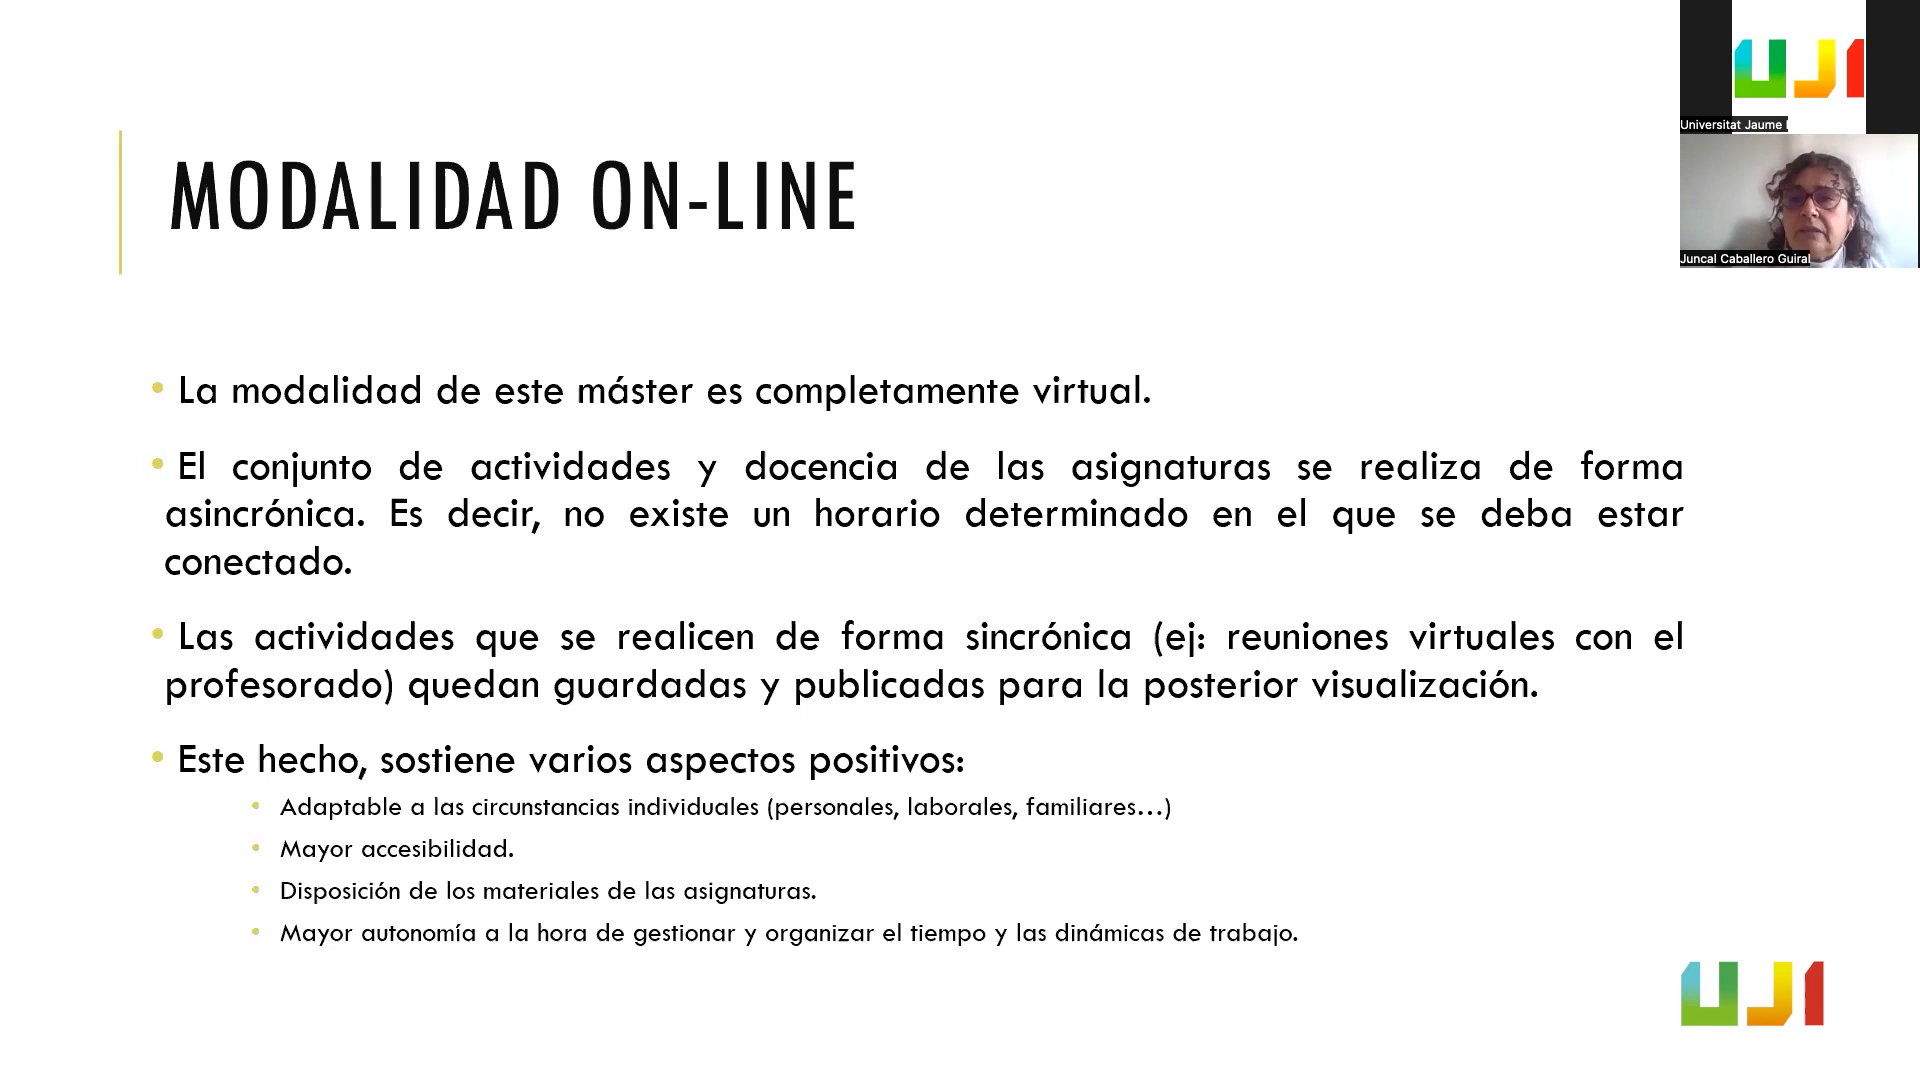 UJI
Universitat Jaume I
Juncal Caballero Guiral
MODALIDAD ON-LINE
• La modalidad de este máster es completamente virtual.
• El conjunto de actividades y docencia de las asignaturas se realiza de forma
asincrónica. Es decir, no existe un horario determinado en el que se deba estar
conectado.
• Las actividades que se realicen de forma sincrónica (ej: reuniones virtuales con el
profesorado) quedan guardadas y publicadas para la posterior visualización.
• Este hecho, sostiene varios aspectos positivos:
• Adaptable a las circunstancias individuales (personales, laborales, familiares…)
• Mayor accesibilidad.
• Disposición de los materiales de las asignaturas.
• Mayor autonomía a la hora de gestionar y organizar el tiempo y las dinámicas de trabajo.
UJI